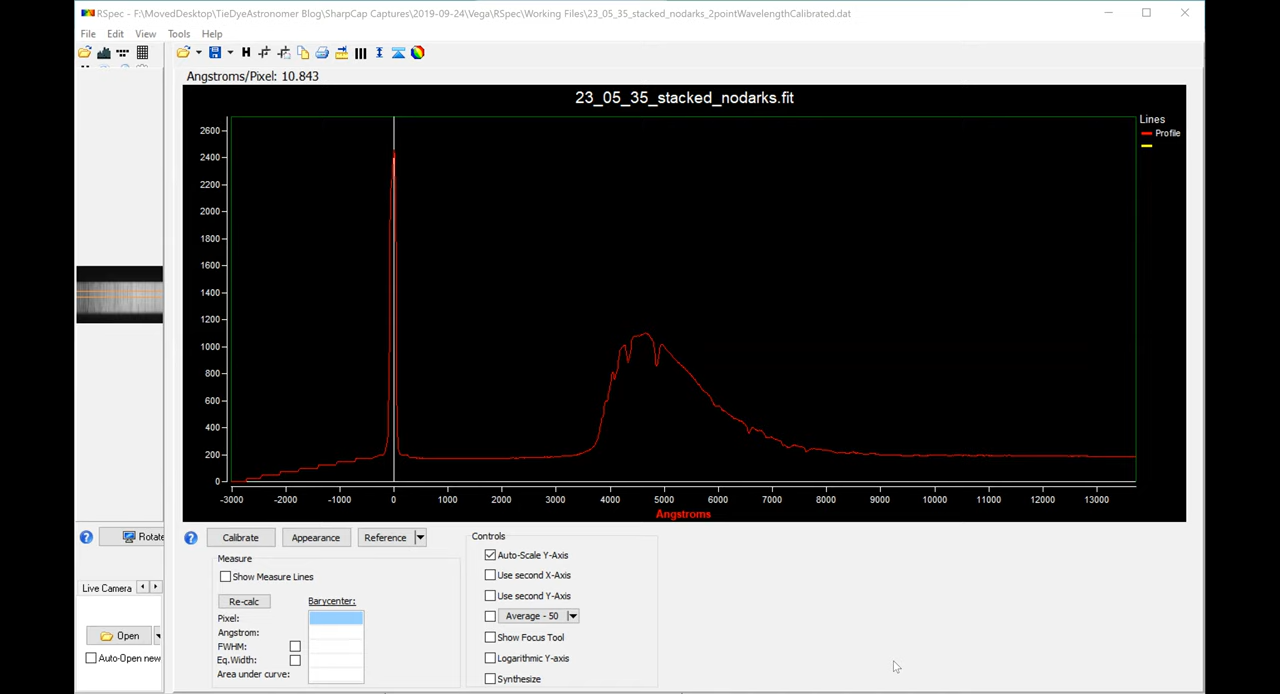 RSpec - F:\MovedDesktop\TieDyeAstronomer Blog\SharpCap Captures\2019-09-24\Vega\RSpec\Working Files\23_05_35_stacked_nodarks_2pointWavelengthCalibrated.dat
File Edit View Tools Help
H
Angstroms/Pixel: 10.843
23_05_35_stacked_nodarks.fit
Lines
Profile
2600
2400
2200
2000
1800
1600
1400
1200
1000
800
600
400
200
0
-3000 -2000 -1000 0 1000 2000 3000 4000 5000 6000 7000 8000 9000 10000 11000 12000 13000
Angstroms
Rotate
Live Camera
Open
Auto-Open new
Calibrate Appearance Reference
Measure
Show Measure Lines
Re-calc Barycenter:
Pixel:
Angstrom:
FWHM:
Eq.Width:
Area under curve:
Controls
Auto-Scale Y-Axis
Use second X-Axis
Use second Y-Axis
Average - 50
Show Focus Tool
Logarithmic Y-axis
Synthesize